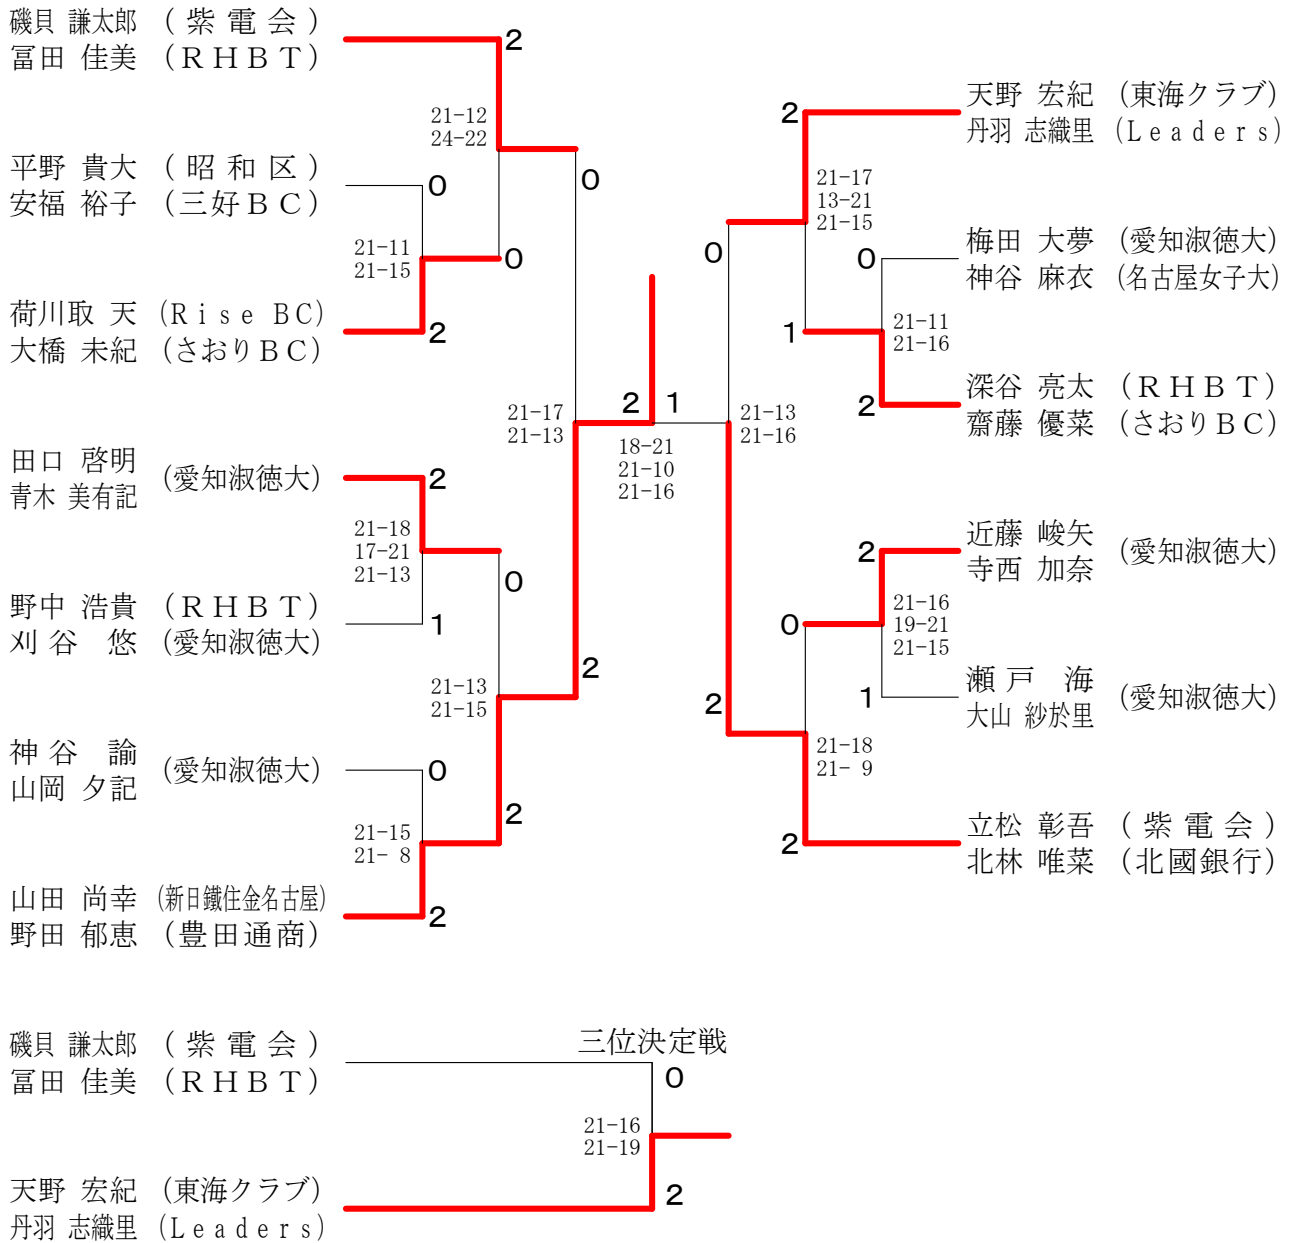 磯貝 謙太郎 （ 紫 電 会 ）
冨田 佳美 （ＲＨＢＴ）
2
21-12
24-22
平野 貴大 （ 昭 和 区 ）
安福 裕子 （三好ＢＣ）
0
0
21-11
21-15
0
荷川取 天 （Rise BC）
大橋 未紀 （さおりＢＣ）
2
21-17
21-13
田口 啓明
青木 美有記
（愛知淑徳大）
2
21-18
17-21
21-13
0
野中 浩貴 （ＲＨＢＴ）
刈谷 悠 （愛知淑徳大）
1
2
21-13
21-15
神谷 諭
山岡 夕記
（愛知淑徳大）
0
2
21-15
21- 8
山田 尚幸 （新日鐵住金名古屋）
野田 郁恵 （豊田通商）
2
2 1
18-21
21-10
21-16
天野 宏紀 （東海クラブ）
丹羽 志織里 （Leaders）
2
21-17
13-21
21-15
0
梅田 大夢 （愛知淑徳大）
神谷 麻衣 （名古屋女子大）
0
1
21-11
21-16
深谷 亮太 （ＲＨＢＴ）
齋藤 優菜 （さおりＢＣ）
2
21-13
21-16
近藤 峻矢
寺西 加奈
（愛知淑徳大）
2
0
21-16
19-21
21-15
瀬戸 海
大山 紗於里
（愛知淑徳大）
1
2
21-18
21- 9
立松 彰吾 （ 紫 電 会 ）
北林 唯菜 （北國銀行）
2
三位決定戦
磯貝 謙太郎 （ 紫 電 会 ）
冨田 佳美 （ＲＨＢＴ）
0
21-16
21-19
天野 宏紀 （東海クラブ）
丹羽 志織里 （Leaders）
2